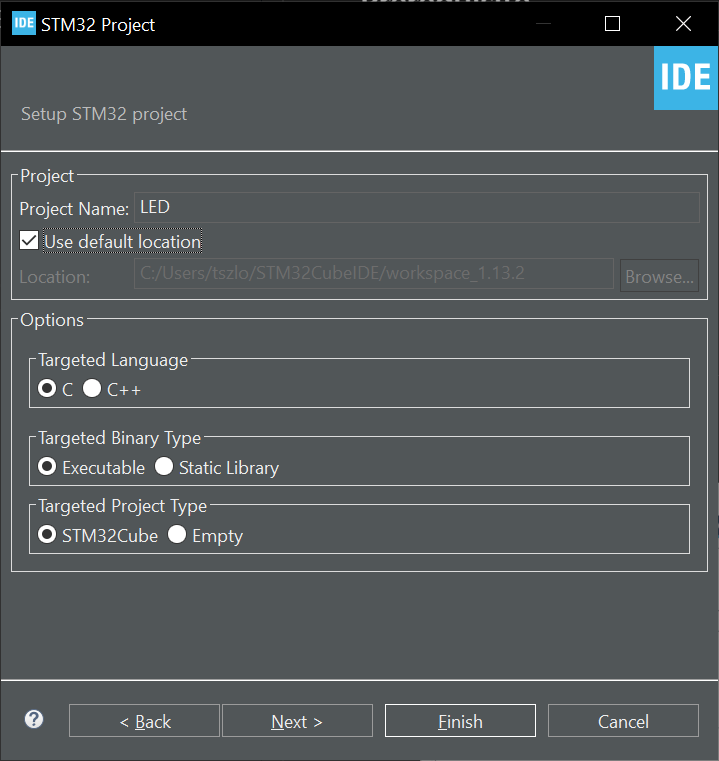 IDE STM32 Project
IDE
Setup STM32 project
Project
Project Name: LED
Use default location
Location: C:/Users/tszlo/STM32CubeIDE/workspace_1.13.2 Browse...
Options
Targeted Language
C C++
Targeted Binary Type
Executable Static Library
Targeted Project Type
STM32Cube Empty
? < Back Next > Finish Cancel